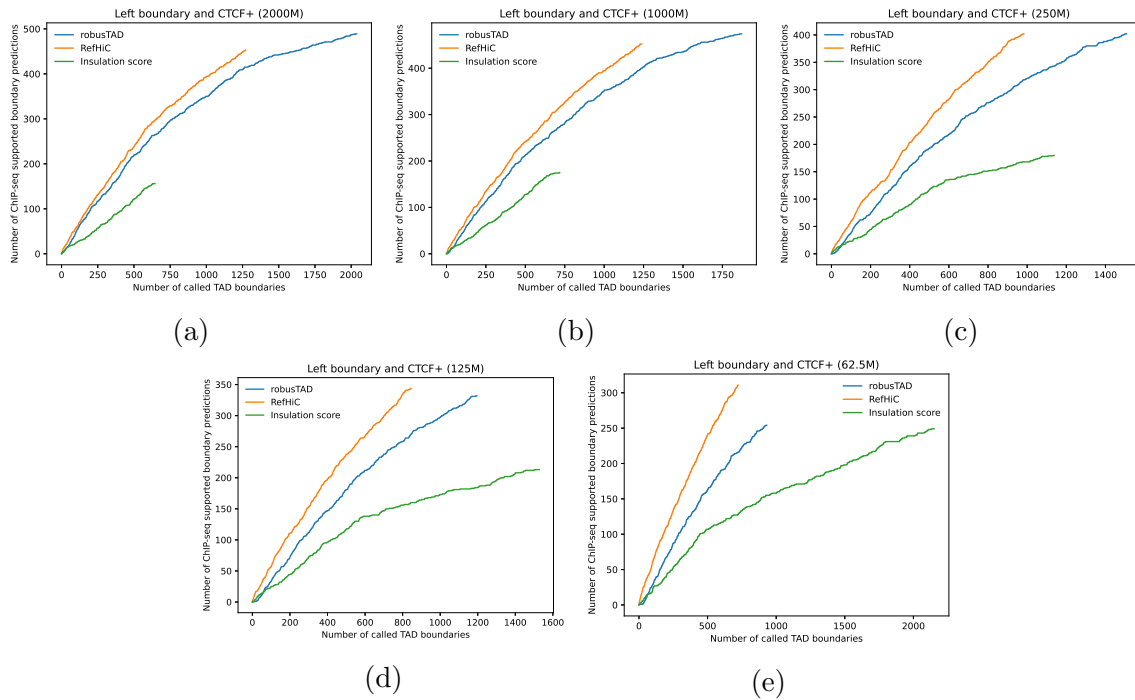 Left boundary and CTCF+ (2000M)
Number of ChIP-seq supported boundary predictions
500
400
300
200
100
0
robusTAD
RefHiC
Insulation score
0 250 500 750 1000 1250 1500 1750 2000
Number of called TAD boundaries
(a)
Left boundary and CTCF+ (1000M)
Number of ChIP-seq supported boundary predictions
400
300
200
100
0
robusTAD
RefHiC
Insulation score
0 250 500 750 1000 1250 1500 1750
Number of called TAD boundaries
(b)
Left boundary and CTCF+ (250M)
Number of ChIP-seq supported boundary predictions
400
350
300
250
200
150
100
50
0
robusTAD
RefHiC
Insulation score
0 200 400 600 800 1000 1200 1400
Number of called TAD boundaries
(c)
Left boundary and CTCF+ (125M)
Number of ChIP-seq supported boundary predictions
350
300
250
200
150
100
50
0
robusTAD
RefHiC
Insulation score
0 200 400 600 800 1000 1200 1400 1600
Number of called TAD boundaries
(d)
Left boundary and CTCF+ (62.5M)
Number of ChIP-seq supported boundary predictions
300
250
200
150
100
50
0
robusTAD
RefHiC
Insulation score
0 500 1000 1500 2000
Number of called TAD boundaries
(e)